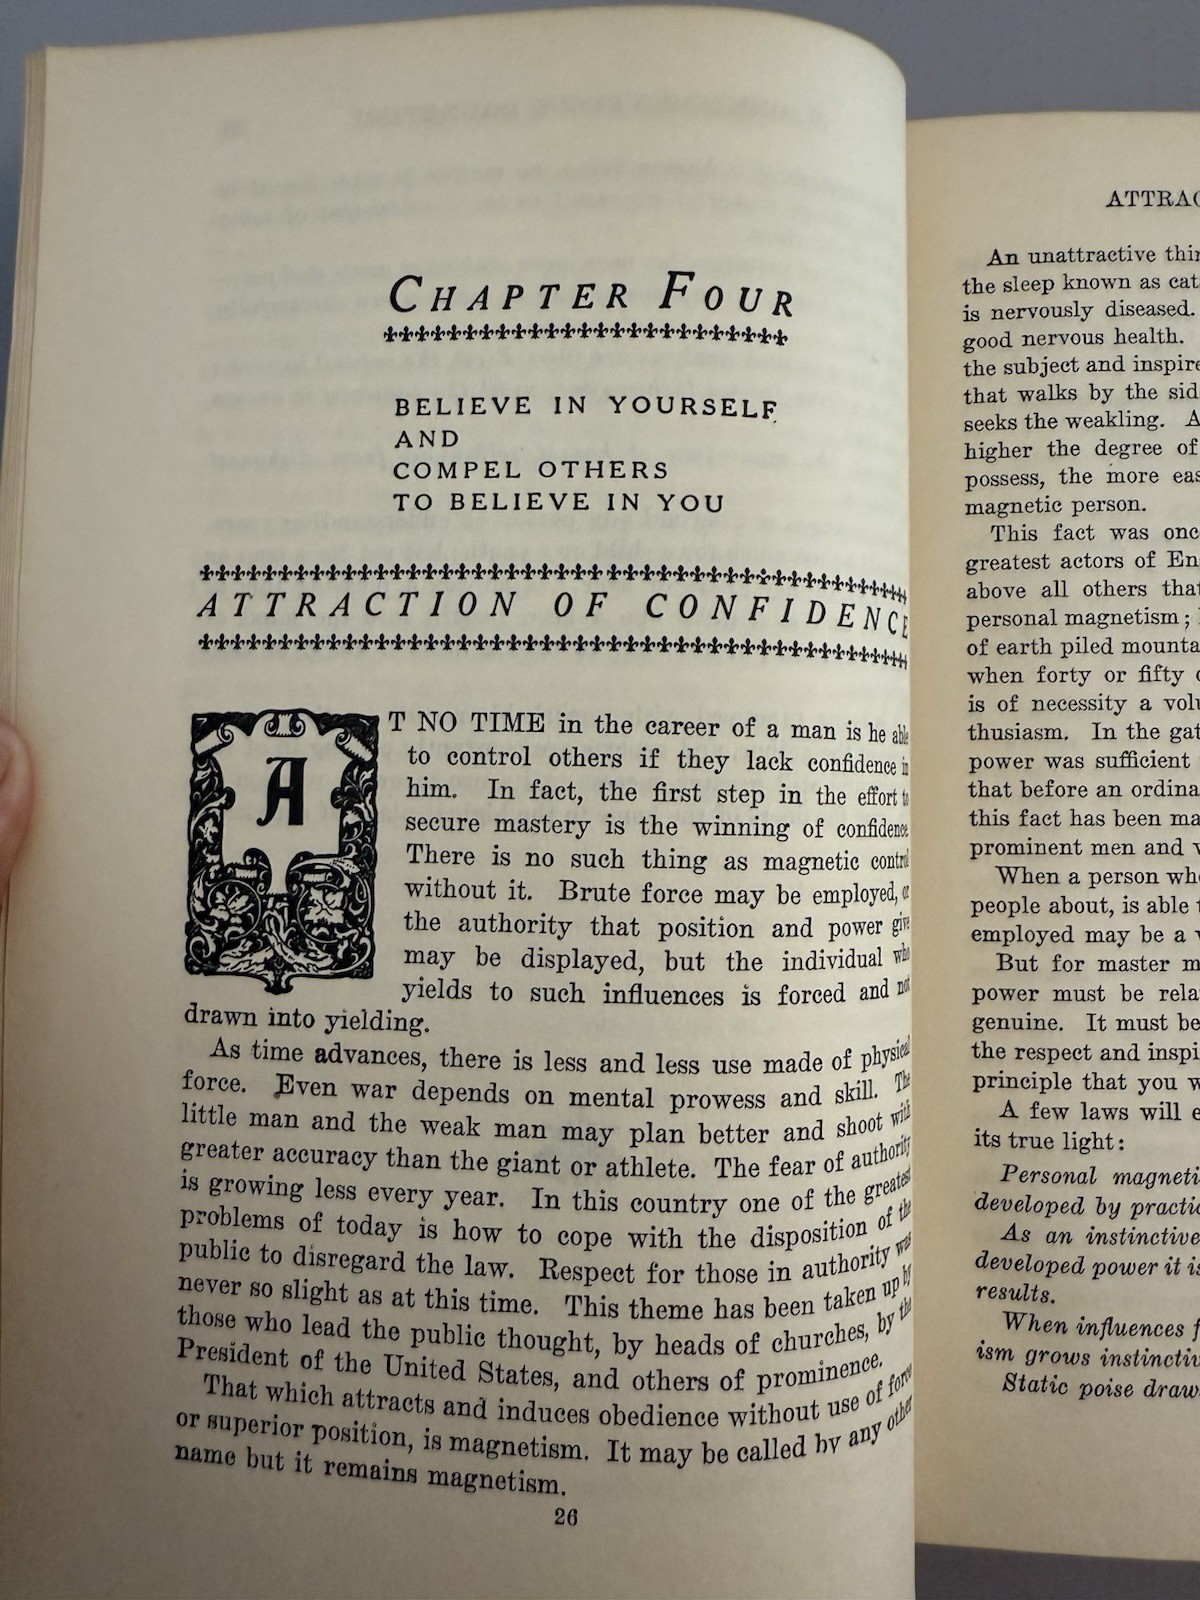 CHAPTER FOUR
BELIEVE IN YOURSELF
AND
COMPEL OTHERS
TO BELIEVE IN YOU
ATTRACTION OF CONFIDENCE
AT NO TIME in the career of a man is he able
to control others if they lack confidence in
him. In fact, the first step in the effort to
secure mastery is the winning of confidence.
There is no such thing as magnetic control
without it. Brute force may be employed, or
the authority that position and power give
may be displayed, but the individual who
yields to such influences is forced and not
drawn into yielding.
As time advances, there is less and less use made of physical
force. Even war depends on mental prowess and skill. The
little man and the weak man may plan better and shoot with
greater accuracy than the giant or athlete. The fear of authority
is growing less every year. In this country one of the greatest
problems of today is how to cope with the disposition of the
public to disregard the law. Respect for those in authority was
never so slight as at this time. This theme has been taken up by
those who lead the public thought, by heads of churches, by the
President of the United States, and others of prominence.
That which attracts and induces obedience without use of force
or superior position, is magnetism. It may be called by any other
name but it remains magnetism.
26
ATTRAC
An unattractive thin
the sleep known as cat
is nervously diseased.
good nervous health.
the subject and inspire
that walks by the sid
seeks the weakling. A
higher the degree of
possess, the more eas
magnetic person.
This fact was onc
greatest actors of En
above all others that
personal magnetism;
of earth piled mounta
when forty or fifty
is of necessity a volu
thusiasm. In the gat
power was sufficient
that before an ordina
this fact has been ma
prominent men and
When a person who
people about, is able
employed may be a
But for master m
power must be rela
genuine. It must be
the respect and inspi
principle that you w
A few laws will e
its true light:
Personal magneti
developed by practic
As an instinctive
developed power it is
results.
When influences f
ism grows instinctiv
Static poise draw